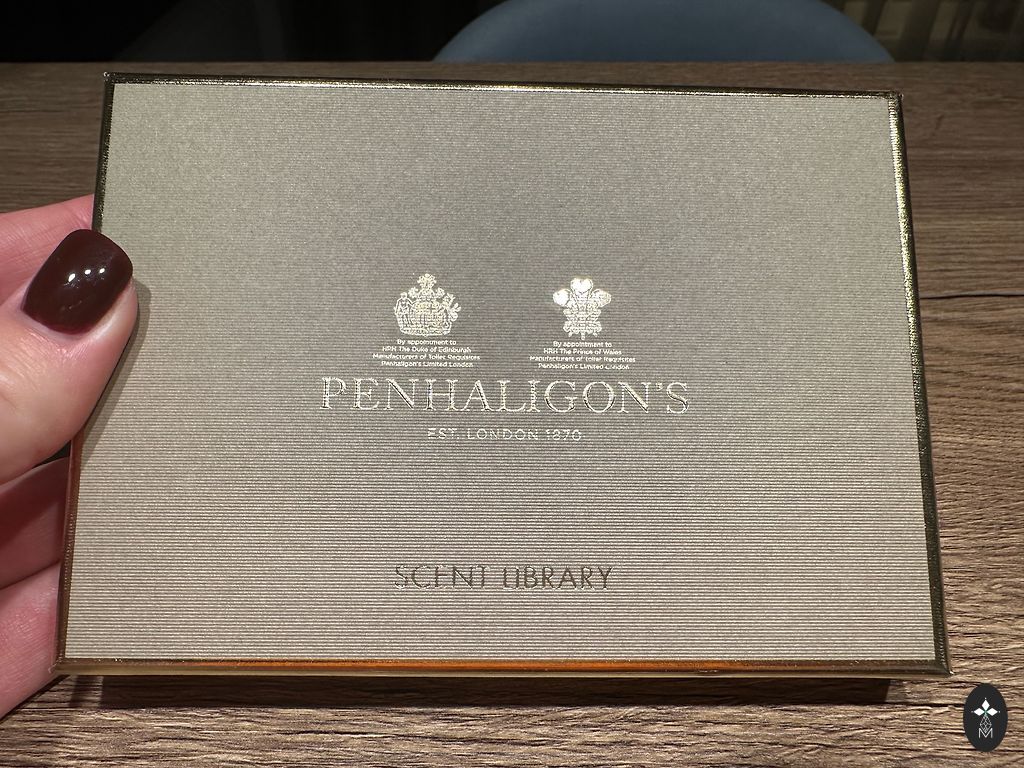 By appointment to
HRH The Duke of Edinburgh
Manufacturers of Toilet Requisites
Penhaligon's Limited London
By appointment to
HRH The Prince of Wales
Manufacturers of Toilet Requisites
Penhaligon's Limited London
PENHALIGON'S
EST. LONDON 1870
SCENT LIBRARY
M